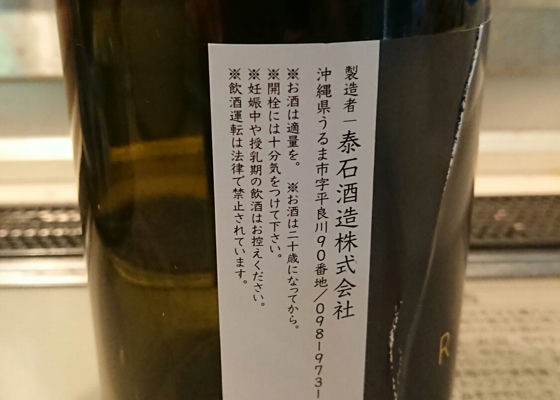 製造者ー泰石酒造株式会社
沖縄県うるま市字平良川90番地/098-973-
※お酒は適量を。 ※お酒は二十歳になってから。
※開栓には十分気をつけて下さい。
※妊娠中や授乳期の飲酒はお控えください。
※飲酒運転は法律で禁止されています。
R